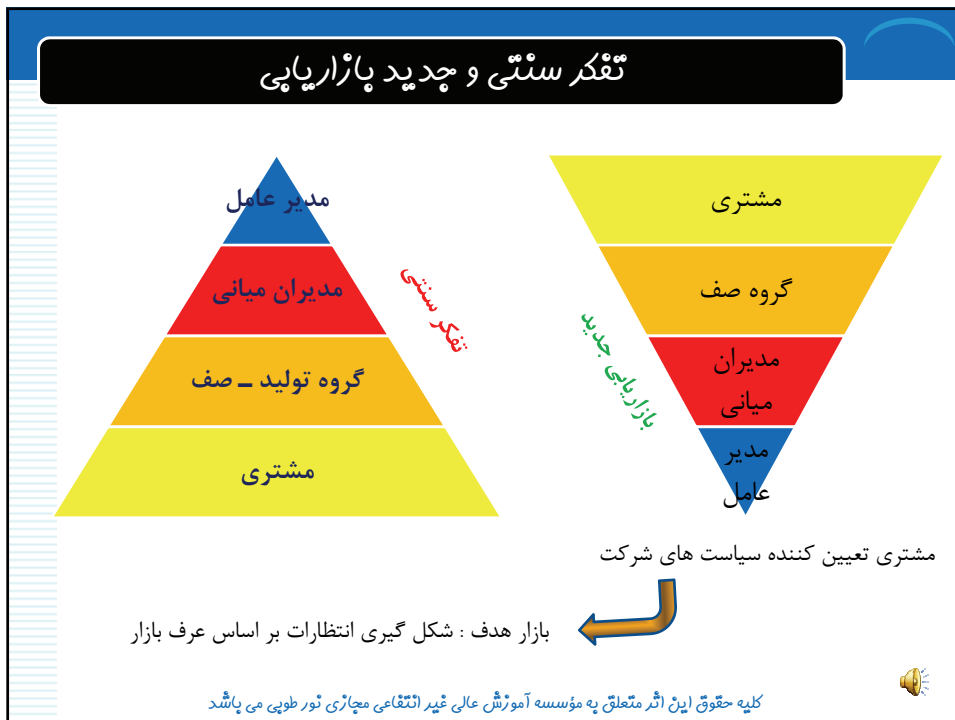 تفکر سنتی و جدید بازاریابی
مشتری
گروه صف
مدیران
میانی
مدیر
عامل
بازاریابی جدید
مدیر عامل
مدیران میانی
گروه تولید – صف
مشتری
تفکر سنتی
مشتری تعیین کننده سیاست های شرکت
بازار هدف : شکل گیری انتظارات بر اساس عرف بازار
کلیه حقوق این اثر متعلق به مؤسسه آموزش عالی غیر انتفاعی مجازی نور طوبی می باشد